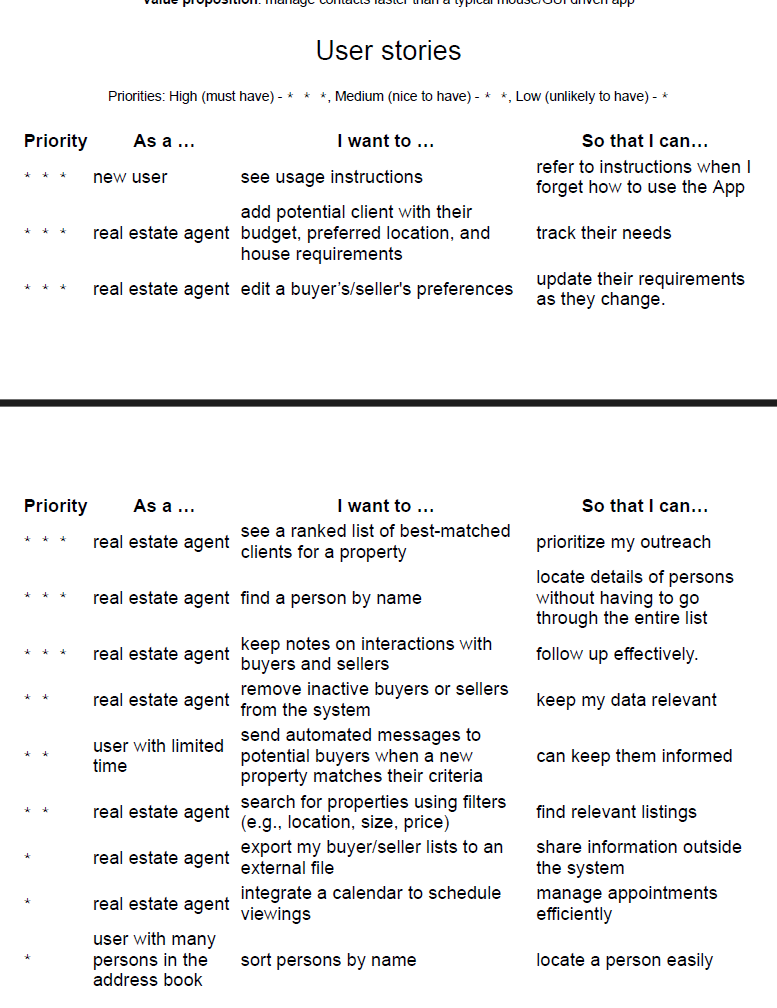 Value proposition: manage contacts faster than a typical mouse/GUI driven app
User stories
Priorities: High (must have) - * * *, Medium (nice to have) - * *, Low (unlikely to have) - *
Priority As a … I want to … So that I can…
* * * new user see usage instructions refer to instructions when I
forget how to use the App
* * * real estate agent add potential client with their
budget, preferred location, and
house requirements track their needs
* * * real estate agent edit a buyer’s/seller's preferences update their requirements
as they change.
Priority As a … I want to … So that I can…
* * * real estate agent see a ranked list of best-matched
clients for a property prioritize my outreach
* * * real estate agent find a person by name locate details of persons
without having to go
through the entire list
* * * real estate agent keep notes on interactions with
buyers and sellers follow up effectively.
* * real estate agent remove inactive buyers or sellers
from the system keep my data relevant
* * user with limited
time send automated messages to
potential buyers when a new
property matches their criteria can keep them informed
* * real estate agent search for properties using filters
(e.g., location, size, price) find relevant listings
* real estate agent export my buyer/seller lists to an
external file share information outside
the system
* real estate agent integrate a calendar to schedule
viewings manage appointments
efficiently
* user with many
persons in the
address book sort persons by name locate a person easily